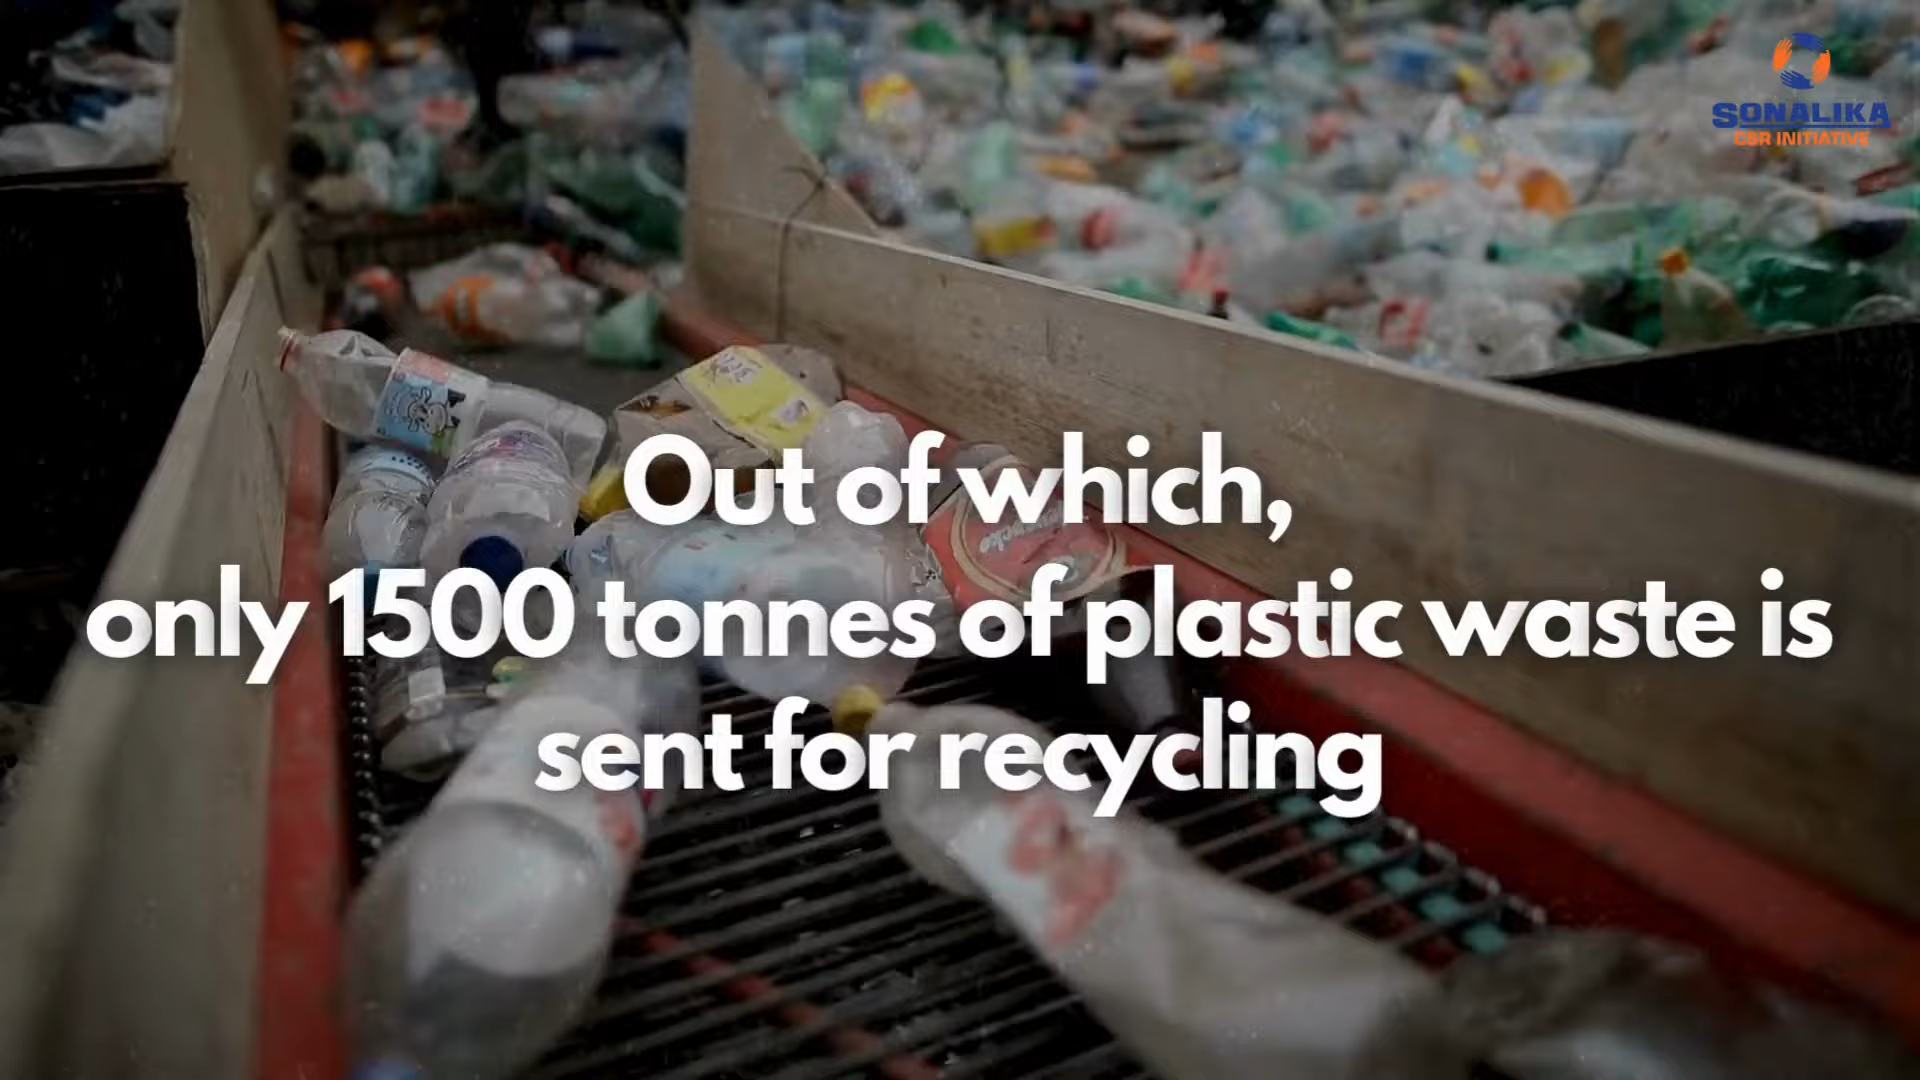 SONALIKA
CSR INITIATIVE
Out of which,
only 1500 tonnes of plastic waste is
sent for recycling